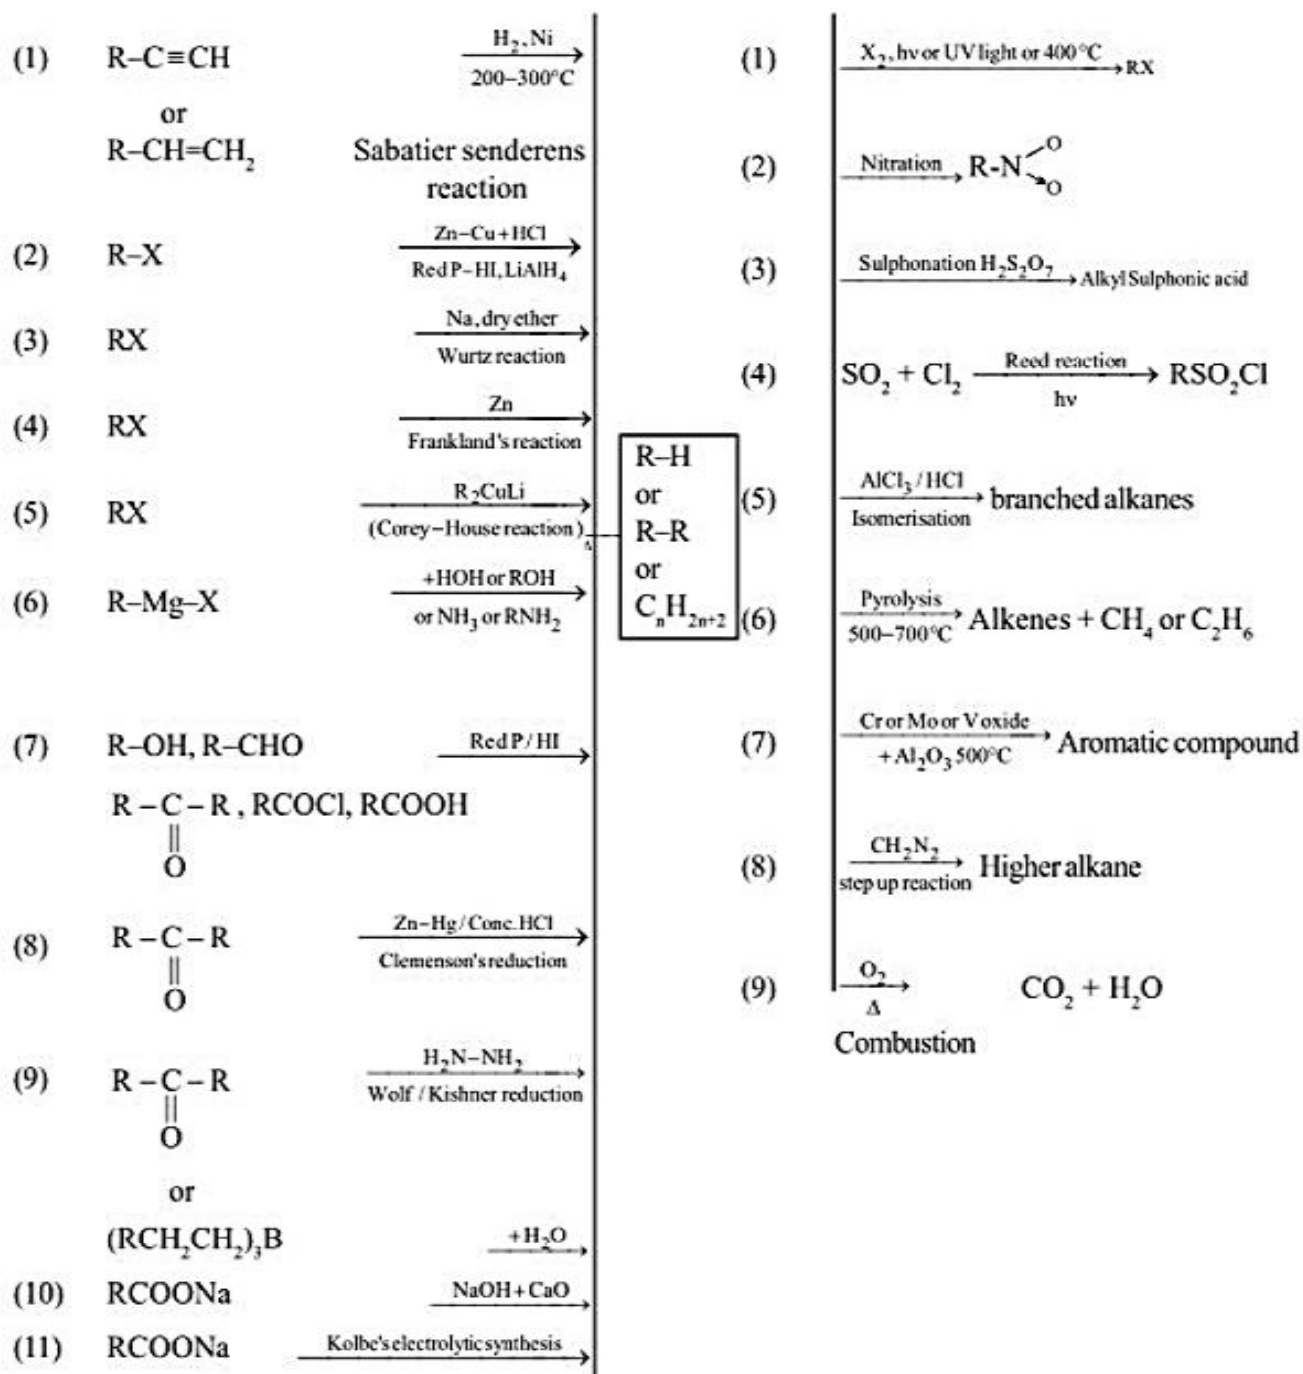 (1) R–C≡CH H₂,Ni
200–300°C
or
R–CH=CH₂ Sabatier senderens
reaction
(2) R–X Zn–Cu+HCl
Red P–HI, LiAlH₄
(3) RX Na, dry ether
Wurtz reaction
(4) RX Zn
Frankland's reaction
(5) RX R₂CuLi
(Corey–House reaction)
Δ
(6) R–Mg–X +HOH or ROH
or NH₃ or RNH₂
(7) R–OH, R–CHO Red P/HI
R–C–R, RCOCl, RCOOH
||
O
(8) R–C–R Zn–Hg/Conc.HCl
|| Clemenson's reduction
O
(9) R–C–R H₂N–NH₂
|| Wolf / Kishner reduction
O
or
(RCH₂CH₂)₃B +H₂O
(10) RCOONa NaOH+CaO
(11) RCOONa Kolbe's electrolytic synthesis
R–H
or
R–R
or
CₙH₂ₙ₊₂
(1) X₂, hν or UV light or 400°C RX
(2) Nitration R-N O
O
(3) Sulphonation H₂S₂O₇ Alkyl Sulphonic acid
(4) SO₂ + Cl₂ Reed reaction RSO₂Cl
hν
(5) AlCl₃/HCl branched alkanes
Isomerisation
(6) Pyrolysis Alkenes + CH₄ or C₂H₆
500–700°C
(7) Cr or Mo or V oxide Aromatic compound
+Al₂O₃ 500°C
(8) CH₂N₂ Higher alkane
step up reaction
(9) O₂ CO₂ + H₂O
Δ
Combustion